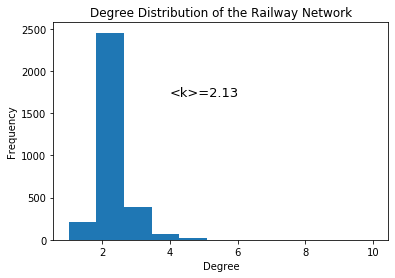 Degree Distribution of the Railway Network
2500
2000
1500
1000
500
0
<k>=2.13
Frequency
2 4 6 8 10
Degree